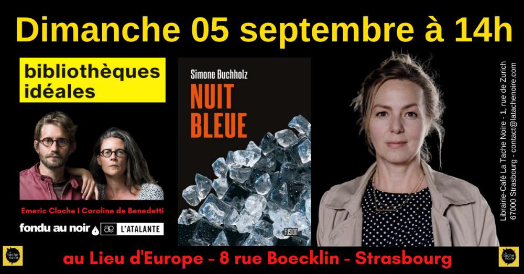 Dimanche 05 septembre à 14h
bibliothèques
idéales
Emeric Cloche I Caroline de Benedetti
fondu au noir
L'ATALANTE
Simone Buchholz
NUIT
BLEUE
Librairie-Café La Tache Noire - 1, rue de Zurich
67000 Strasbourg - contact@latachenoire.com
au Lieu d'Europe - 8 rue Boecklin - Strasbourg